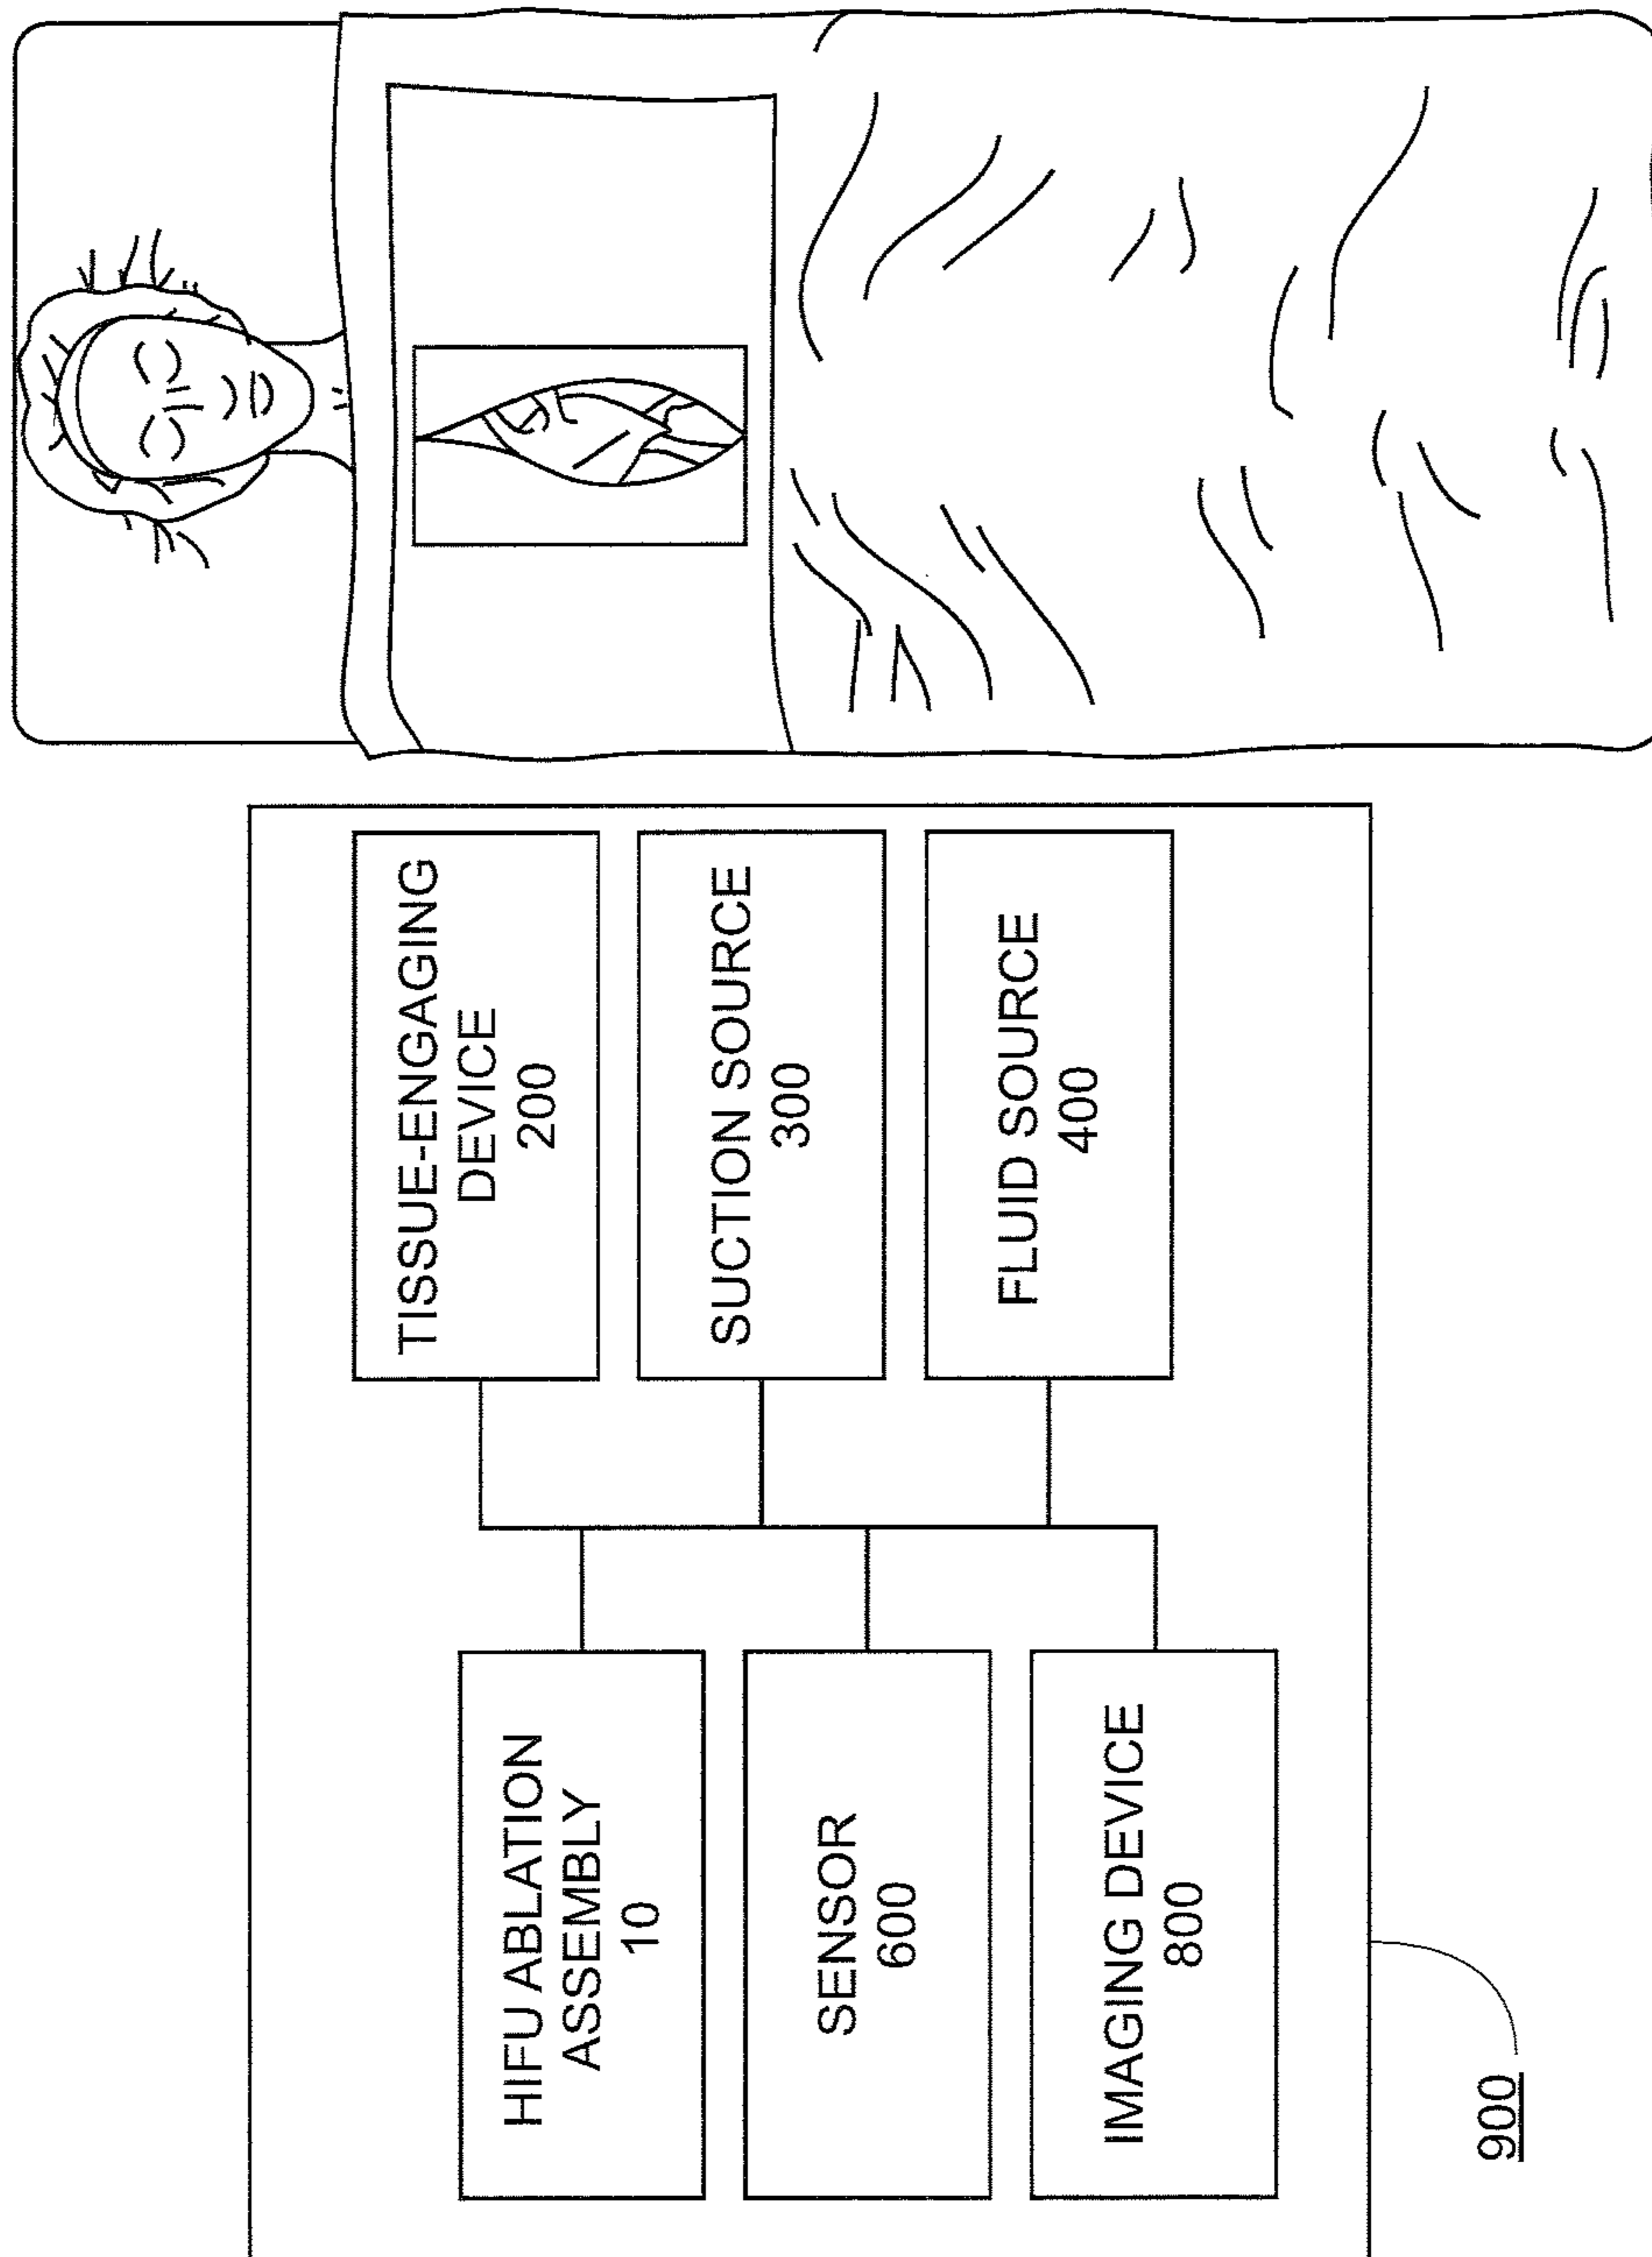 HIFU ABLATION
ASSEMBLY
10
SENSOR
600
IMAGING DEVICE
800
TISSUE-ENGAGING
DEVICE
200
SUCTION SOURCE
300
FLUID SOURCE
400
900